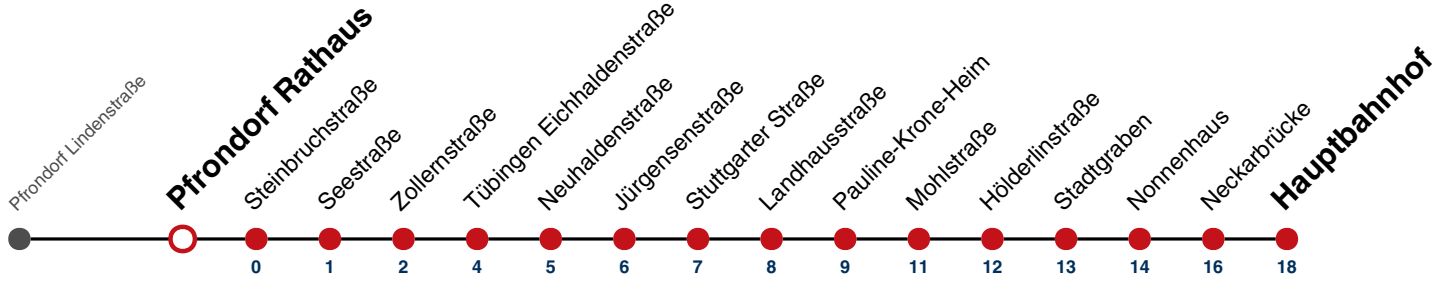 Pfrondorf Lindenstraße
Pfrondorf Rathaus
Steinbruchstraße
Seestraße
Zollernstraße
Tübingen Eichhaldenstraße
Neuhaldenstraße
Jürgensenstraße
Stuttgarter Straße
Landhausstraße
Pauline-Krone-Heim
Mohlstraße
Hölderlinstraße
Stadtgraben
Nonnenhaus
Neckarbrücke
Hauptbahnhof
0 1 2 4 5 6 7 8 9 11 12 13 14 16 18